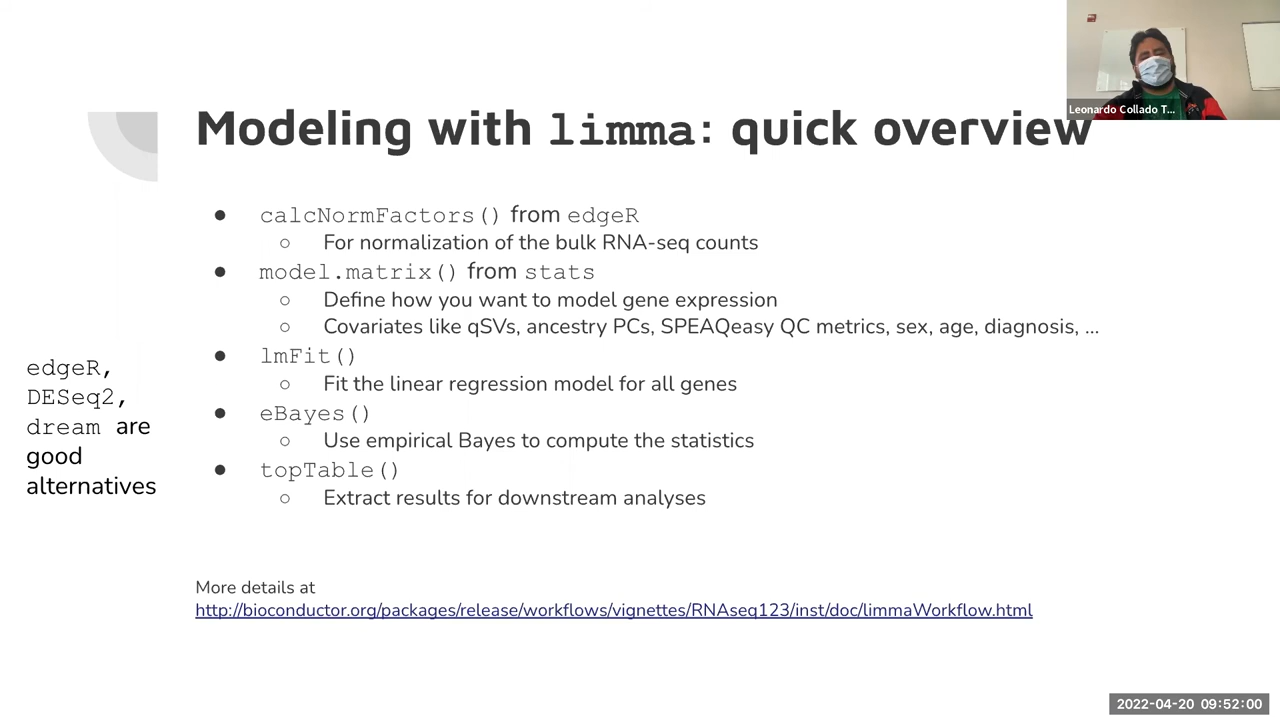 Leonardo Collado T...
Modeling with limma: quick overview
● calcNormFactors() from edgeR
○ For normalization of the bulk RNA-seq counts
● model.matrix() from stats
○ Define how you want to model gene expression
○ Covariates like qSVs, ancestry PCs, SPEAQeasy QC metrics, sex, age, diagnosis, ...
● lmFit()
○ Fit the linear regression model for all genes
● eBayes()
○ Use empirical Bayes to compute the statistics
● topTable()
○ Extract results for downstream analyses
edgeR,
DESeq2,
dream are
good
alternatives
More details at
http://bioconductor.org/packages/release/workflows/vignettes/RNAseq123/inst/doc/limmaWorkflow.html
2022-04-20 09:52:00